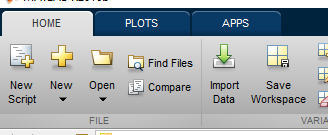 HOME PLOTS APPS
New Script
New
Open
Find Files
Compare
Import Data
Save Workspace
FILE